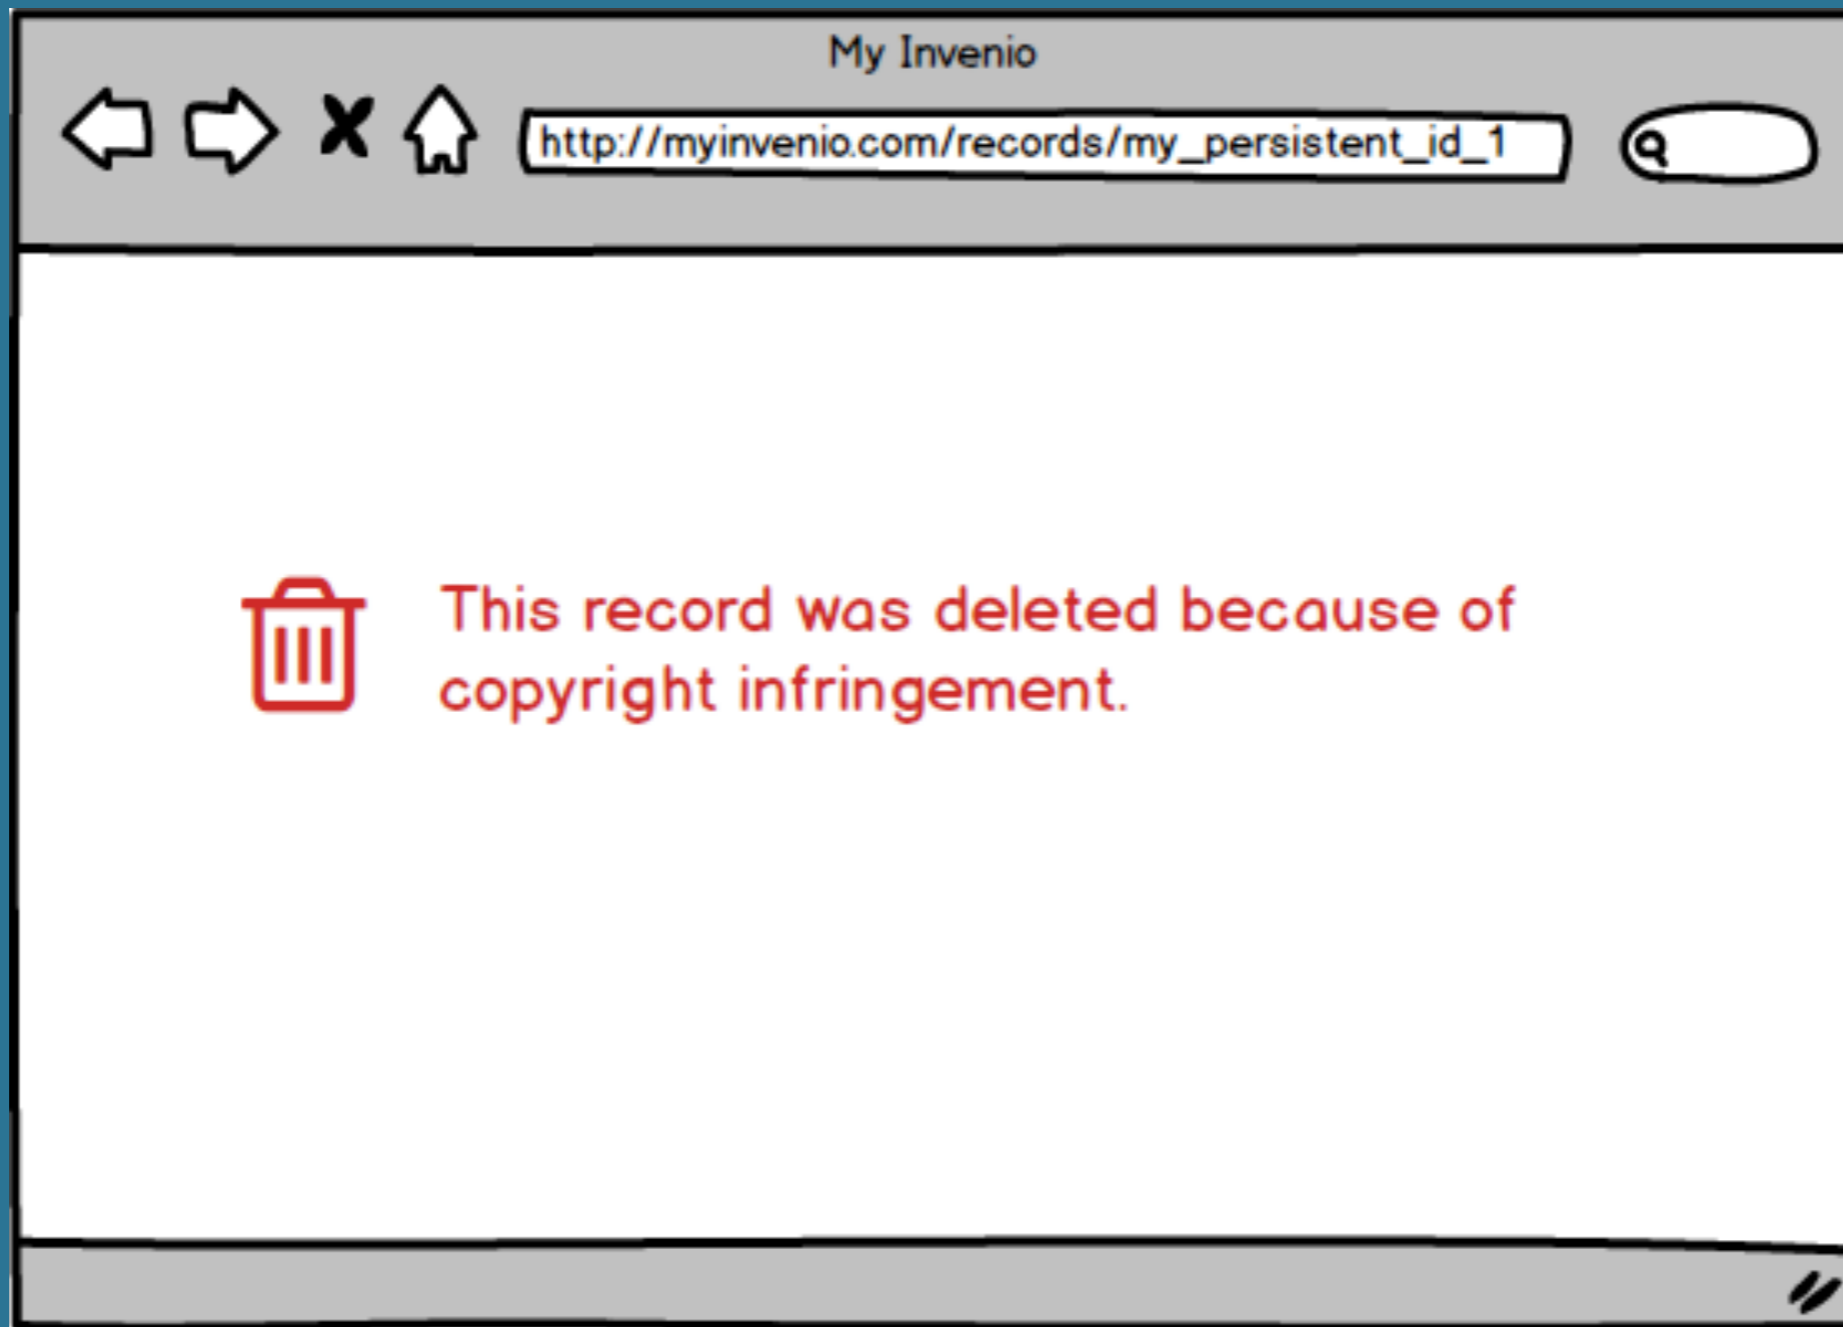 My Invenio
http://myinvenio.com/records/my_persistent_id_1
This record was deleted because of
copyright infringement.